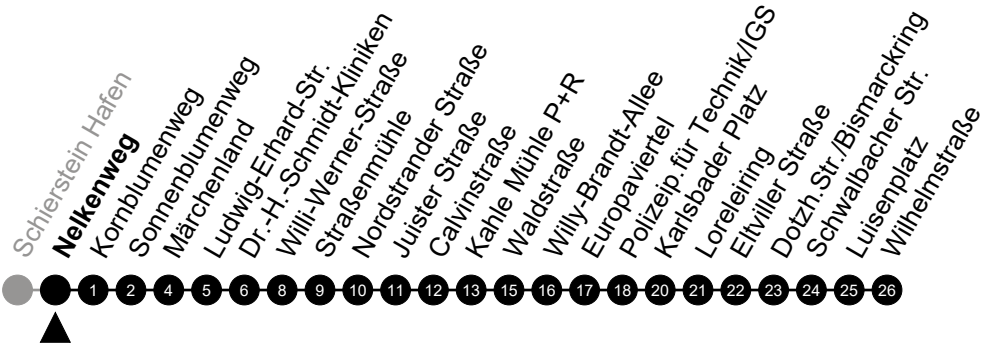 Schierstein Hafen
Nelkenweg
Kornblumenweg
Sonnenblumenweg
Märchenland
Ludwig-Erhard-Str.
Dr.-H.-Schmidt-Kliniken
Willi-Werner-Straße
Straßenmühle
Nordstrander Straße
Juister Straße
Calvinstraße
Kahle Mühle P+R
Waldstraße
Willy-Brandt-Allee
Europaviertel
Polizeip.für Technik/IGS
Karlsbader Platz
Loreleiring
Eltviller Straße
Dotzh.Str./Bismarckring
Schwalbacher Str.
Luisenplatz
Wilhelmstraße
1 2 4 5 6 8 9 10 11 12 13 15 16 17 18 20 21 22 23 24 25 26